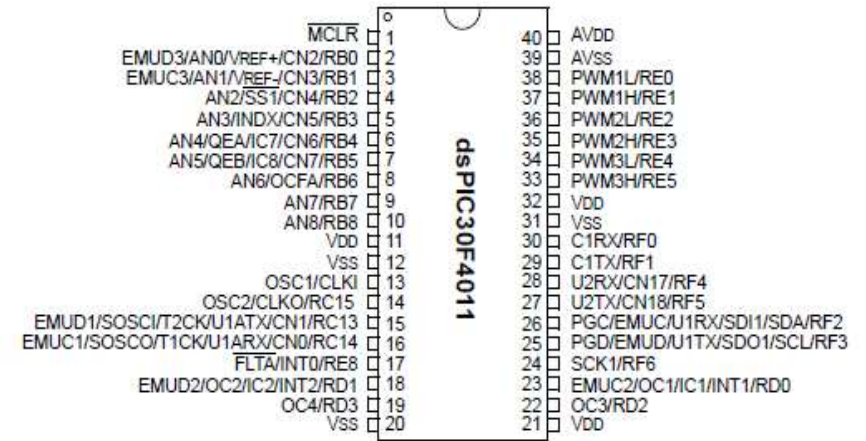 MCLR 1
EMUD3/AN0/VREF+/CN2/RB0 2
EMUC3/AN1/VREF-/CN3/RB1 3
AN2/SS1/CN4/RB2 4
AN3/INDX/CN5/RB3 5
AN4/QEA/IC7/CN6/RB4 6
AN5/QEB/IC8/CN7/RB5 7
AN6/OCFA/RB6 8
AN7/RB7 9
AN8/RB8 10
VDD 11
VSS 12
OSC1/CLKI 13
OSC2/CLKO/RC15 14
EMUD1/SOSCI/T2CK/U1ATX/CN1/RC13 15
EMUC1/SOSCO/T1CK/U1ARX/CN0/RC14 16
FLTA/INT0/RE8 17
EMUD2/OC2/IC2/INT2/RD1 18
OC4/RD3 19
VSS 20
dsPIC30F4011
40 AVDD
39 AVSS
38 PWM1L/RE0
37 PWM1H/RE1
36 PWM2L/RE2
35 PWM2H/RE3
34 PWM3L/RE4
33 PWM3H/RE5
32 VDD
31 VSS
30 C1RX/RF0
29 C1TX/RF1
28 U2RX/CN17/RF4
27 U2TX/CN18/RF5
26 PGC/EMUC/U1RX/SDI1/SDA/RF2
25 PGD/EMUD/U1TX/SDO1/SCL/RF3
24 SCK1/RF6
23 EMUC2/OC1/IC1/INT1/RD0
22 OC3/RD2
21 VDD